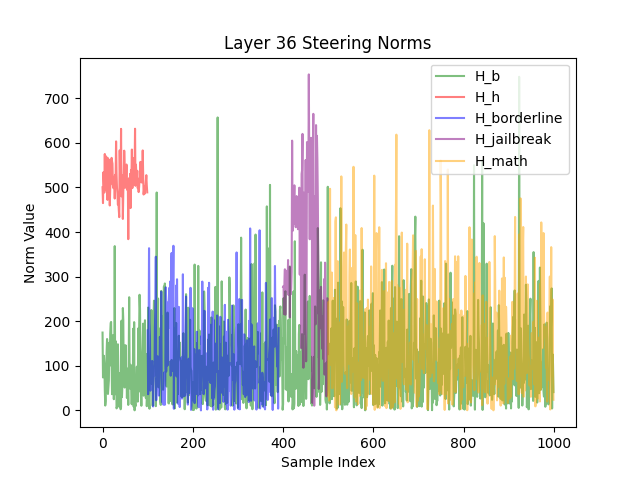 Layer 36 Steering Norms
H_b
H_h
H_borderline
H_jailbreak
H_math
Norm Value
700
600
500
400
300
200
100
0
0
200
400
600
800
1000
Sample Index